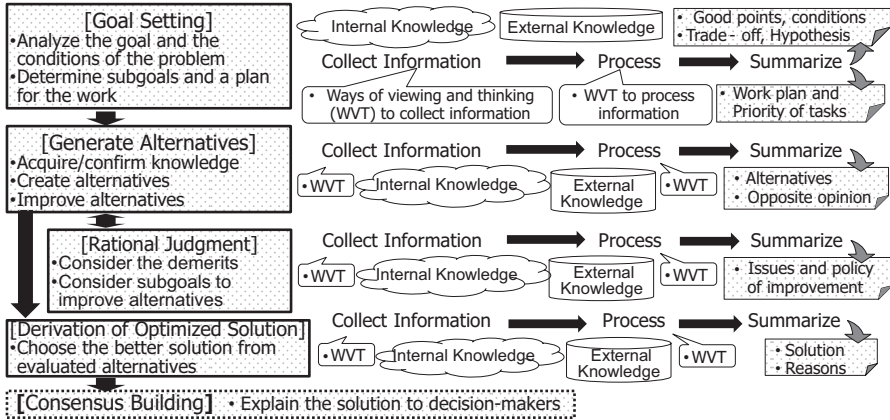 [Goal Setting]
•Analyze the goal and the
conditions of the problem
•Determine subgoals and a plan
for the work
Internal Knowledge
External Knowledge
• Good points, conditions
• Trade - off, Hypothesis
Collect Information
Process
Summarize
• Ways of viewing and thinking
(WVT) to collect information
• WVT to process
information
• Work plan and
Priority of tasks
[Generate Alternatives]
•Acquire/confirm knowledge
•Create alternatives
•Improve alternatives
Collect Information
Process
Summarize
• WVT
Internal Knowledge
External
Knowledge
• WVT
• Alternatives
• Opposite opinion
[Rational Judgment]
•Consider the demerits
•Consider subgoals to
improve alternatives
Collect Information
Process
Summarize
• WVT
Internal Knowledge
External
Knowledge
• WVT
• Issues and policy
of improvement
[Derivation of Optimized Solution]
•Choose the better solution from
evaluated alternatives
Collect Information
Process
Summarize
• WVT
Internal Knowledge
External
Knowledge
• WVT
• Solution
• Reasons
[Consensus Building] • Explain the solution to decision-makers